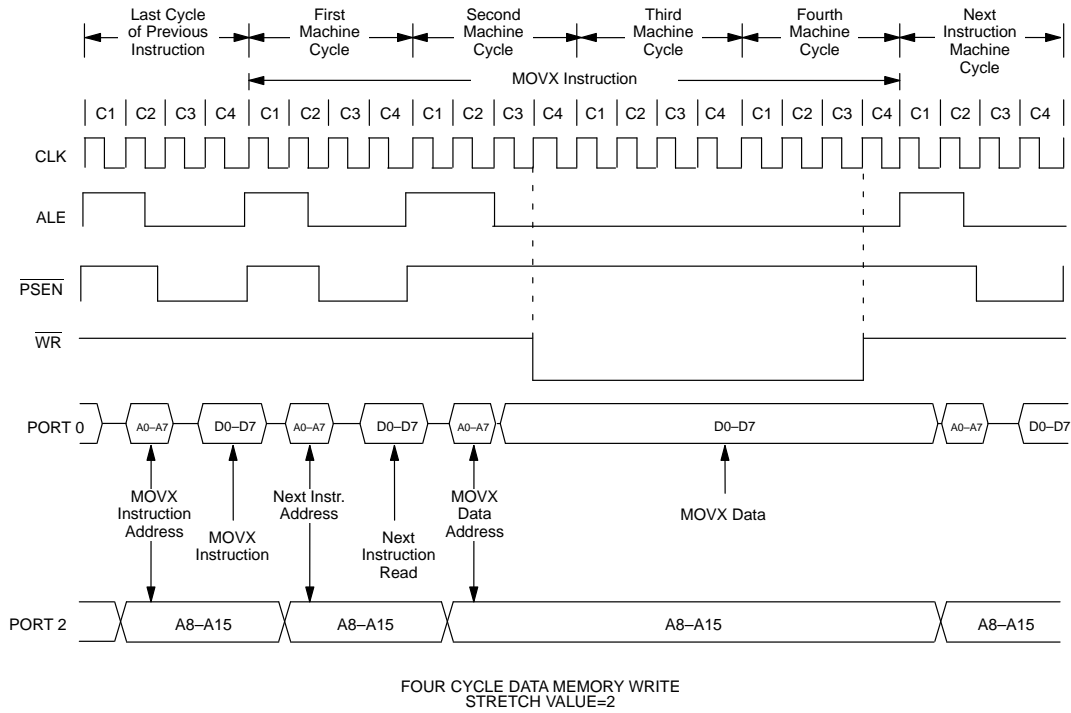 Last Cycle
of Previous
Instruction
First
Machine
Cycle
Second
Machine
Cycle
Third
Machine
Cycle
Fourth
Machine
Cycle
Next
Instruction
Machine
Cycle
MOVX Instruction
C1 C2 C3 C4 C1 C2 C3 C4 C1 C2 C3 C4 C1 C2 C3 C4 C1 C2 C3 C4 C1 C2 C3 C4
CLK
ALE
PSEN
WR
PORT 0 A0–A7 D0–D7 A0–A7 D0–D7 A0–A7 D0–D7 A0–A7 D0–D7
MOVX
Instruction
Address
MOVX
Instruction
Next Instr.
Address
Next
Instruction
Read
MOVX
Data
Address
MOVX Data
PORT 2 A8–A15 A8–A15 A8–A15 A8–A15
FOUR CYCLE DATA MEMORY WRITE
STRETCH VALUE=2